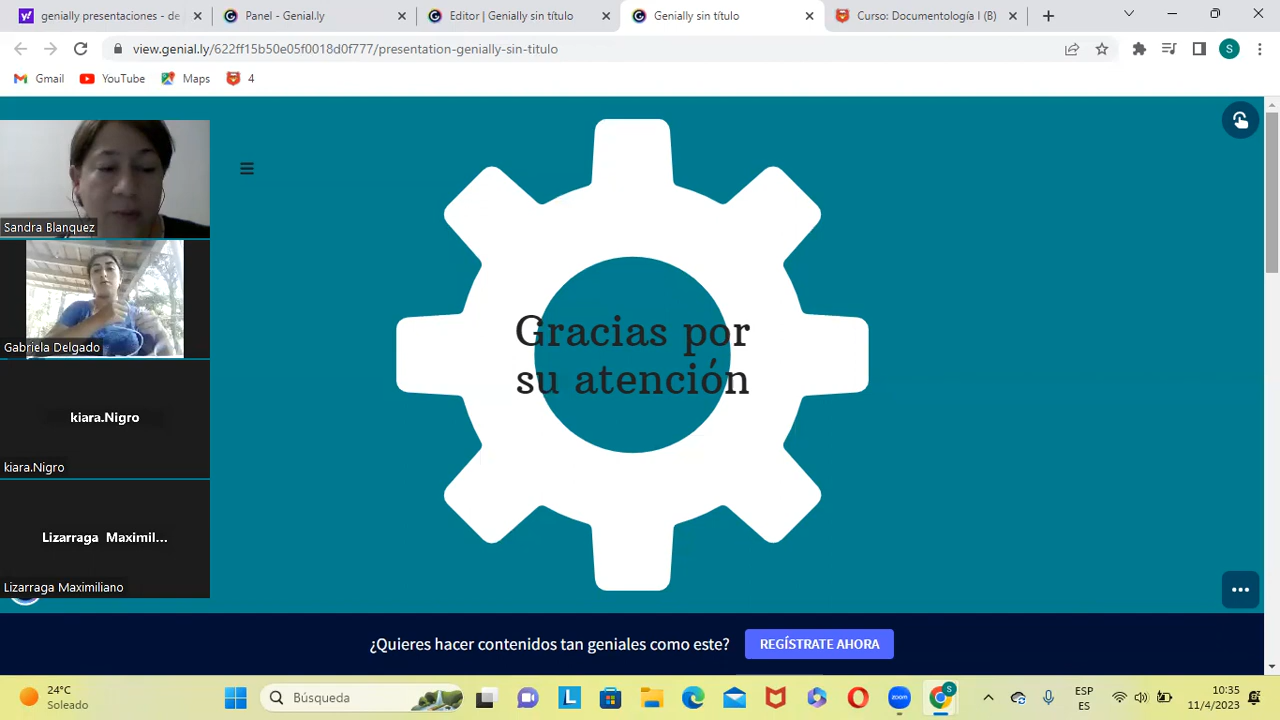 genially presentaciones - de
Panel - Genial.ly
Editor | Genially sin título
Genially sin título
Curso: Documentología I (B)
view.genial.ly/622ff15b50e05f0018d0f777/presentation-genially-sin-titulo
S
Gmail
YouTube
Maps
4
Sandra Blanquez
Gabriela Delgado
kiara.Nigro
kiara.Nigro
Lizarraga Maximil...
Lizarraga Maximiliano
Gracias por
su atención
¿Quieres hacer contenidos tan geniales como este?
REGÍSTRATE AHORA
24°C
Soleado
Búsqueda
L
zoom
S
ESP
ES
10:35
11/4/2023